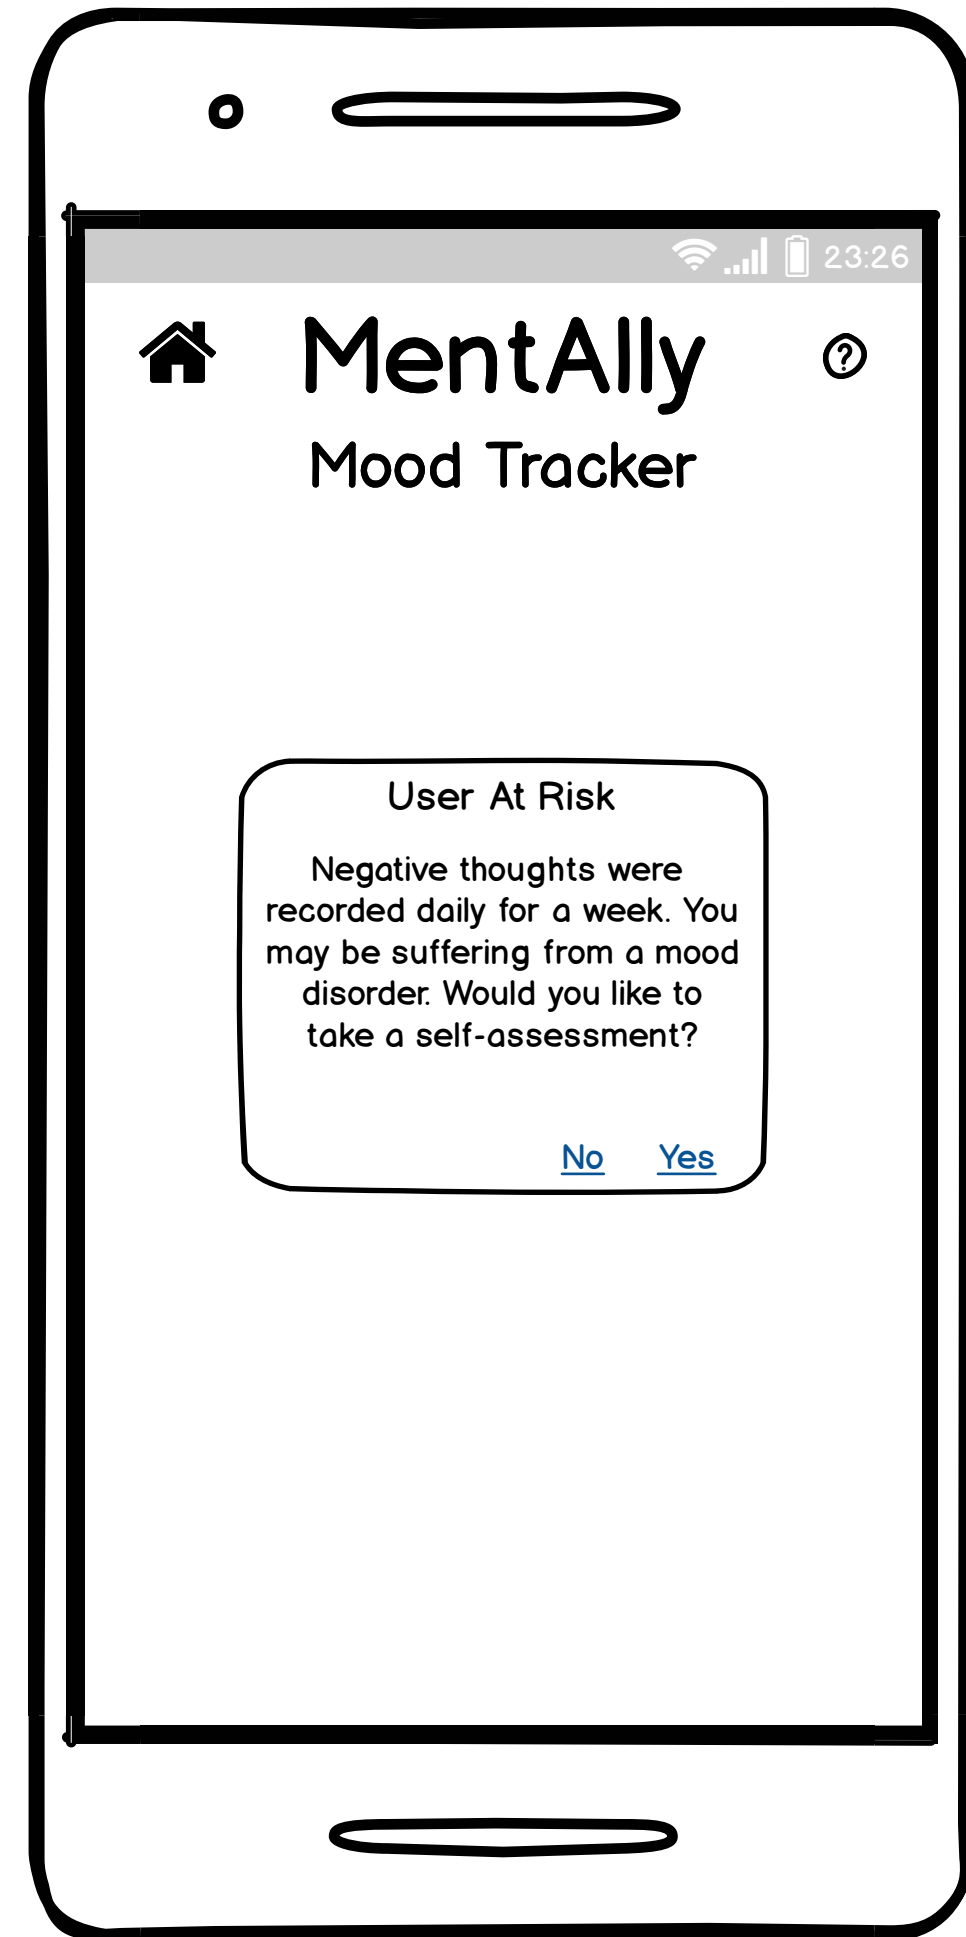 23:26
MentAlly
?
Mood Tracker
User At Risk
Negative thoughts were
recorded daily for a week. You
may be suffering from a mood
disorder. Would you like to
take a self-assessment?
No Yes